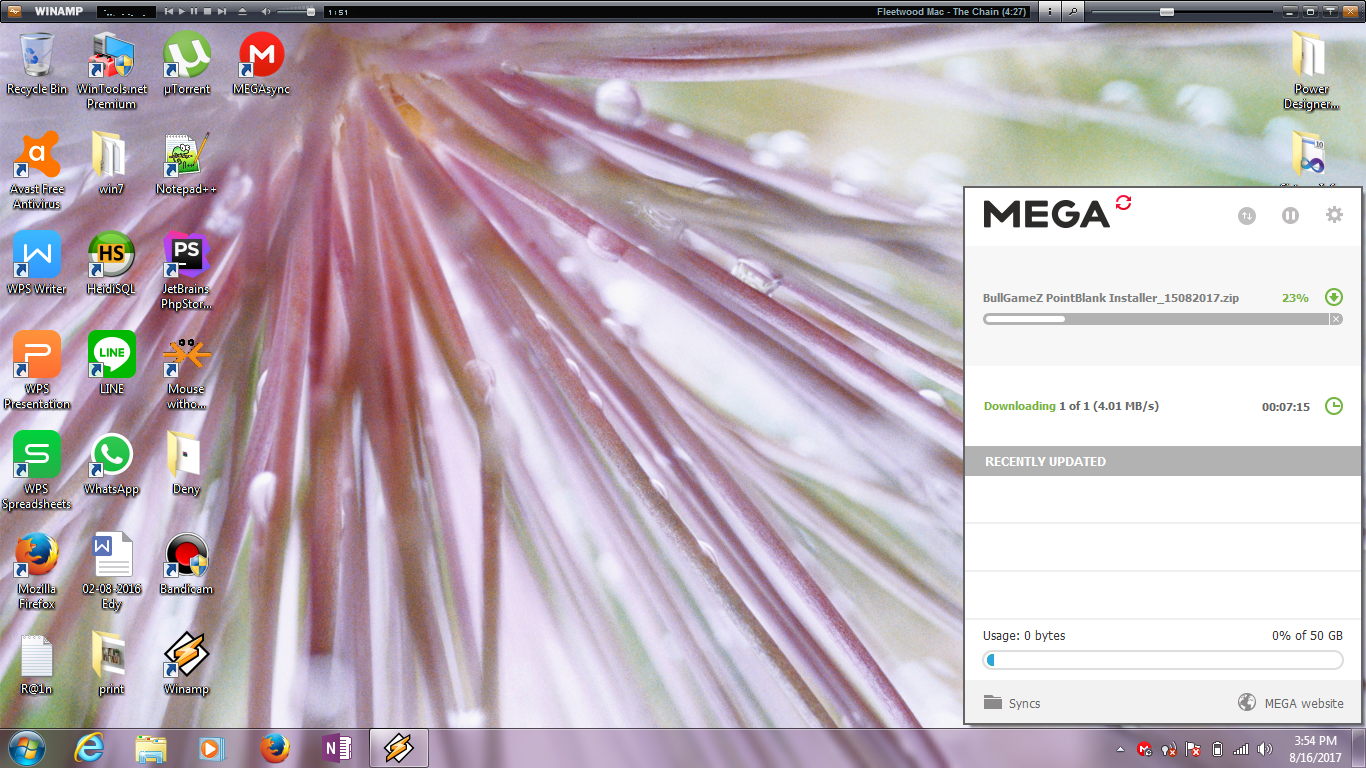 WINAMP
1:51
Fleetwood Mac - The Chain (4:27)
Recycle Bin
WinTools.net
Premium
µTorrent
MEGAsync
Avast Free
Antivirus
win7
Notepad++
WPS Writer
HeidiSQL
JetBrains
PhpStor...
WPS
Presentation
LINE
Mouse
witho...
WPS
Spreadsheets
WhatsApp
Deny
Mozilla
Firefox
02-08-2016
Edy
Bandicam
R@1n
print
Winamp
Power
Designer...
MEGA
BullGameZ PointBlank Installer_15082017.zip
23%
Downloading 1 of 1 (4.01 MB/s)
00:07:15
RECENTLY UPDATED
Usage: 0 bytes
0% of 50 GB
Syncs
MEGA website
3:54 PM
8/16/2017